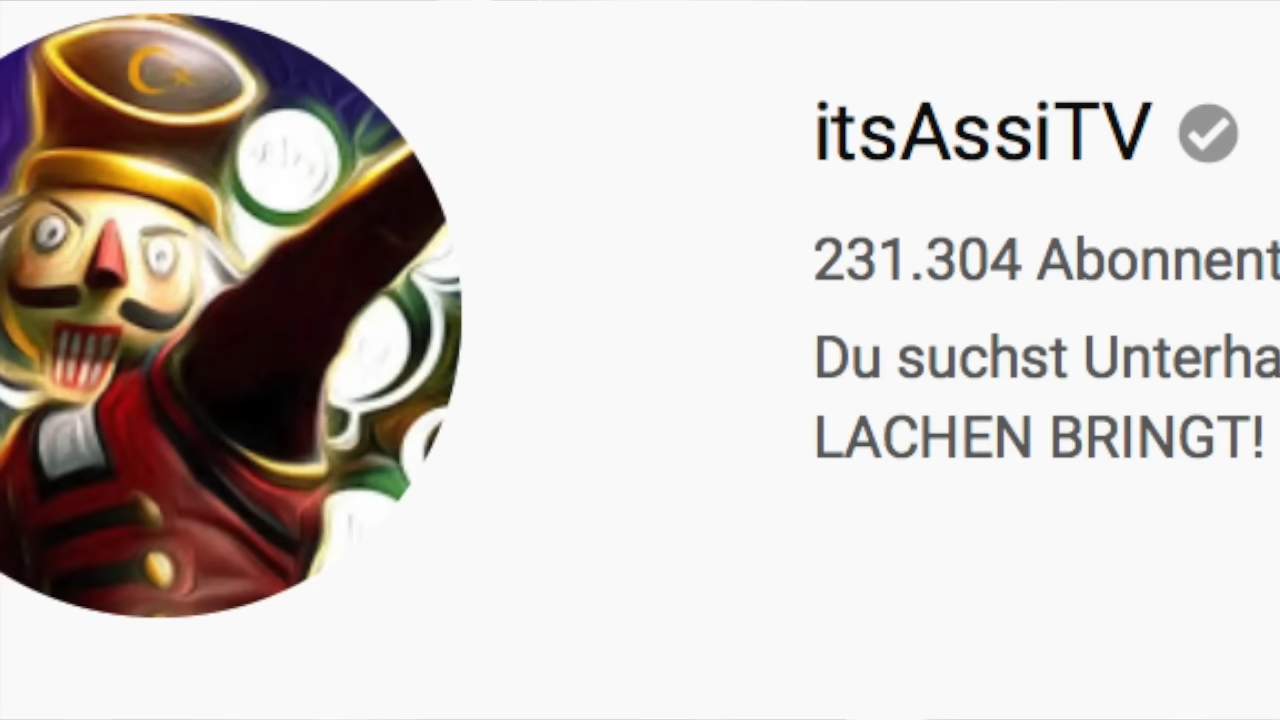 itsAssiTV
231.304 Abonnent
Du suchst Unterha
LACHEN BRINGT!